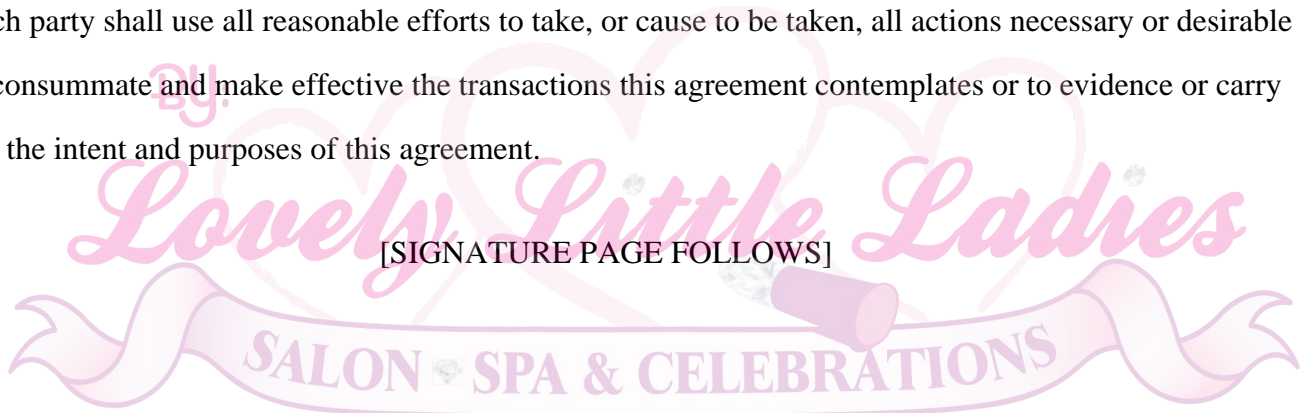 ch party shall use all reasonable efforts to take, or cause to be taken, all actions necessary or desirable
consummate and make effective the transactions this agreement contemplates or to evidence or carry
the intent and purposes of this agreement.
By:
Lovely Little Ladies
[SIGNATURE PAGE FOLLOWS]
SALON SPA & CELEBRATIONS